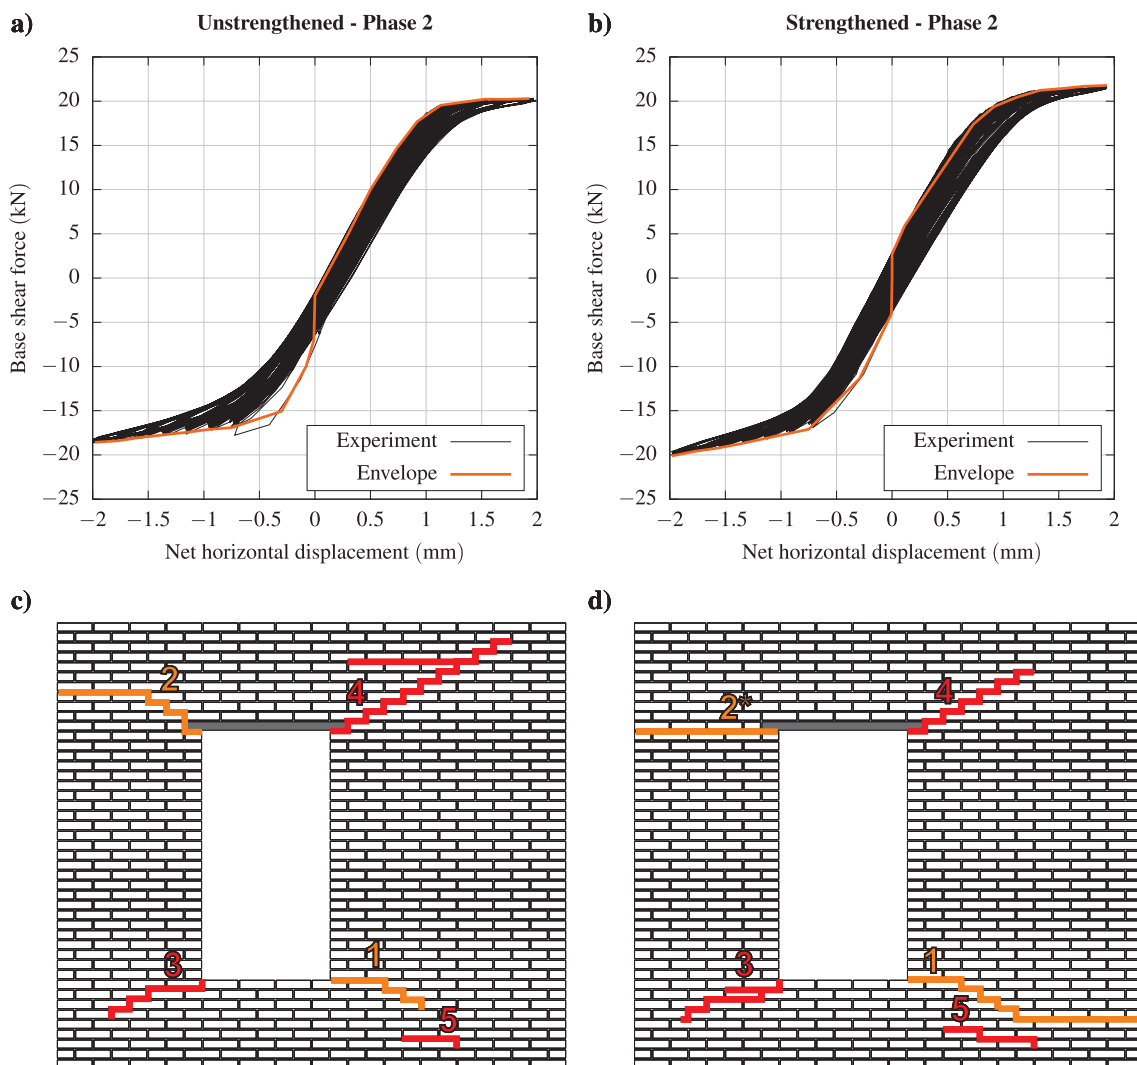 a) Unstrengthened - Phase 2
25
20
15
10
5
0
−5
−10
−15
−20
−25
Base shear force (kN)
Experiment
Envelope
−2 −1.5 −1 −0.5 0 0.5 1 1.5 2
Net horizontal displacement (mm)
b) Strengthened - Phase 2
25
20
15
10
5
0
−5
−10
−15
−20
−25
Base shear force (kN)
Experiment
Envelope
−2 −1.5 −1 −0.5 0 0.5 1 1.5 2
Net horizontal displacement (mm)
c)
2
4
3
1
5
d)
2*
4
3
1
5